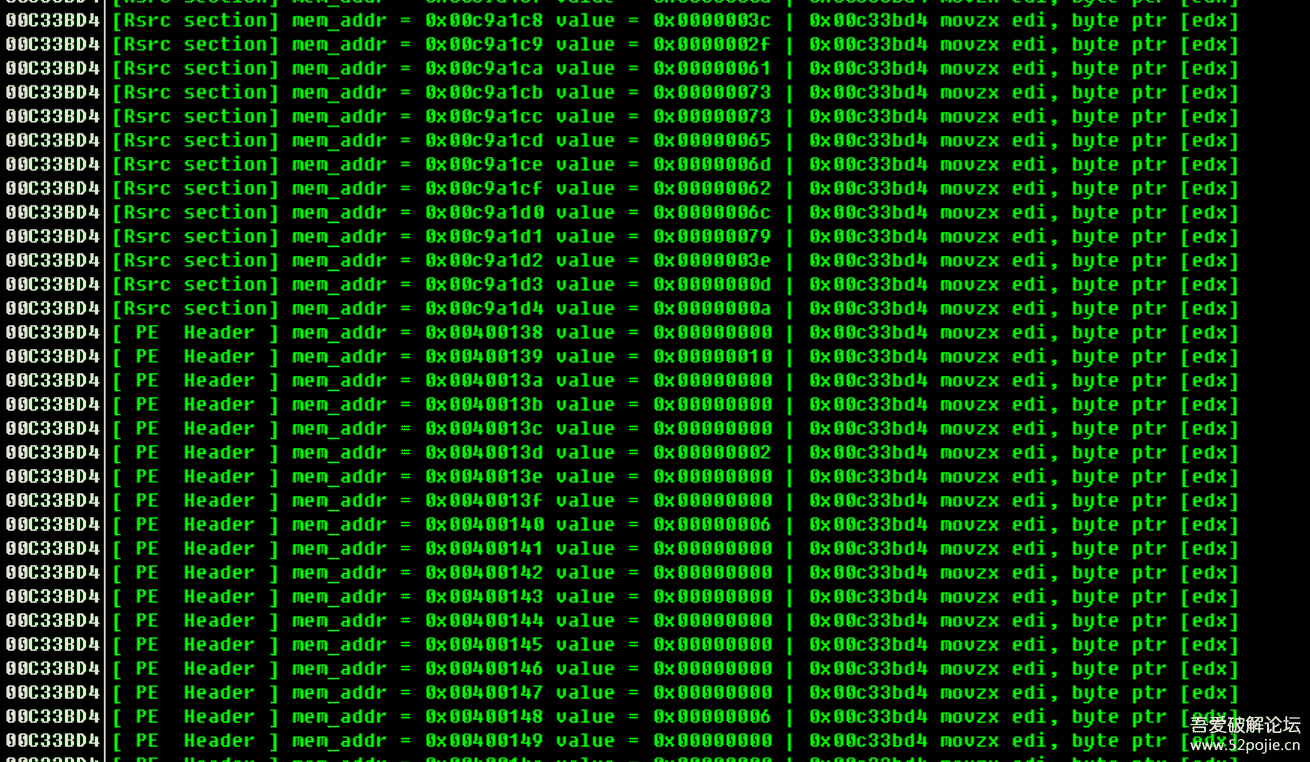 00C33BD4 [Rsrc section] mem_addr = 0x00c9a1c8 value = 0x0000003c | 0x00c33bd4 movzx edi, byte ptr [edx]
00C33BD4 [Rsrc section] mem_addr = 0x00c9a1c9 value = 0x0000002f | 0x00c33bd4 movzx edi, byte ptr [edx]
00C33BD4 [Rsrc section] mem_addr = 0x00c9a1ca value = 0x00000061 | 0x00c33bd4 movzx edi, byte ptr [edx]
00C33BD4 [Rsrc section] mem_addr = 0x00c9a1cb value = 0x00000073 | 0x00c33bd4 movzx edi, byte ptr [edx]
00C33BD4 [Rsrc section] mem_addr = 0x00c9a1cc value = 0x00000073 | 0x00c33bd4 movzx edi, byte ptr [edx]
00C33BD4 [Rsrc section] mem_addr = 0x00c9a1cd value = 0x00000065 | 0x00c33bd4 movzx edi, byte ptr [edx]
00C33BD4 [Rsrc section] mem_addr = 0x00c9a1ce value = 0x0000006d | 0x00c33bd4 movzx edi, byte ptr [edx]
00C33BD4 [Rsrc section] mem_addr = 0x00c9a1cf value = 0x00000062 | 0x00c33bd4 movzx edi, byte ptr [edx]
00C33BD4 [Rsrc section] mem_addr = 0x00c9a1d0 value = 0x0000006c | 0x00c33bd4 movzx edi, byte ptr [edx]
00C33BD4 [Rsrc section] mem_addr = 0x00c9a1d1 value = 0x00000079 | 0x00c33bd4 movzx edi, byte ptr [edx]
00C33BD4 [Rsrc section] mem_addr = 0x00c9a1d2 value = 0x0000003e | 0x00c33bd4 movzx edi, byte ptr [edx]
00C33BD4 [Rsrc section] mem_addr = 0x00c9a1d3 value = 0x0000000d | 0x00c33bd4 movzx edi, byte ptr [edx]
00C33BD4 [Rsrc section] mem_addr = 0x00c9a1d4 value = 0x0000000a | 0x00c33bd4 movzx edi, byte ptr [edx]
00C33BD4 [ PE  Header ] mem_addr = 0x00400138 value = 0x00000000 | 0x00c33bd4 movzx edi, byte ptr [edx]
00C33BD4 [ PE  Header ] mem_addr = 0x00400139 value = 0x00000010 | 0x00c33bd4 movzx edi, byte ptr [edx]
00C33BD4 [ PE  Header ] mem_addr = 0x0040013a value = 0x00000000 | 0x00c33bd4 movzx edi, byte ptr [edx]
00C33BD4 [ PE  Header ] mem_addr = 0x0040013b value = 0x00000000 | 0x00c33bd4 movzx edi, byte ptr [edx]
00C33BD4 [ PE  Header ] mem_addr = 0x0040013c value = 0x00000000 | 0x00c33bd4 movzx edi, byte ptr [edx]
00C33BD4 [ PE  Header ] mem_addr = 0x0040013d value = 0x00000002 | 0x00c33bd4 movzx edi, byte ptr [edx]
00C33BD4 [ PE  Header ] mem_addr = 0x0040013e value = 0x00000000 | 0x00c33bd4 movzx edi, byte ptr [edx]
00C33BD4 [ PE  Header ] mem_addr = 0x0040013f value = 0x00000000 | 0x00c33bd4 movzx edi, byte ptr [edx]
00C33BD4 [ PE  Header ] mem_addr = 0x00400140 value = 0x00000006 | 0x00c33bd4 movzx edi, byte ptr [edx]
00C33BD4 [ PE  Header ] mem_addr = 0x00400141 value = 0x00000000 | 0x00c33bd4 movzx edi, byte ptr [edx]
00C33BD4 [ PE  Header ] mem_addr = 0x00400142 value = 0x00000000 | 0x00c33bd4 movzx edi, byte ptr [edx]
00C33BD4 [ PE  Header ] mem_addr = 0x00400143 value = 0x00000000 | 0x00c33bd4 movzx edi, byte ptr [edx]
00C33BD4 [ PE  Header ] mem_addr = 0x00400144 value = 0x00000000 | 0x00c33bd4 movzx edi, byte ptr [edx]
00C33BD4 [ PE  Header ] mem_addr = 0x00400145 value = 0x00000000 | 0x00c33bd4 movzx edi, byte ptr [edx]
00C33BD4 [ PE  Header ] mem_addr = 0x00400146 value = 0x00000000 | 0x00c33bd4 movzx edi, byte ptr [edx]
00C33BD4 [ PE  Header ] mem_addr = 0x00400147 value = 0x00000000 | 0x00c33bd4 movzx edi, byte ptr [edx]
00C33BD4 [ PE  Header ] mem_addr = 0x00400148 value = 0x00000006 | 0x00c33bd4 movzx edi, byte ptr [edx]
00C33BD4 [ PE  Header ] mem_addr = 0x00400149 value = 0x00000000 | 0x00c33bd4 movzx edi, byte ptr [edx]
吾爱破解论坛
www.52pojie.cn